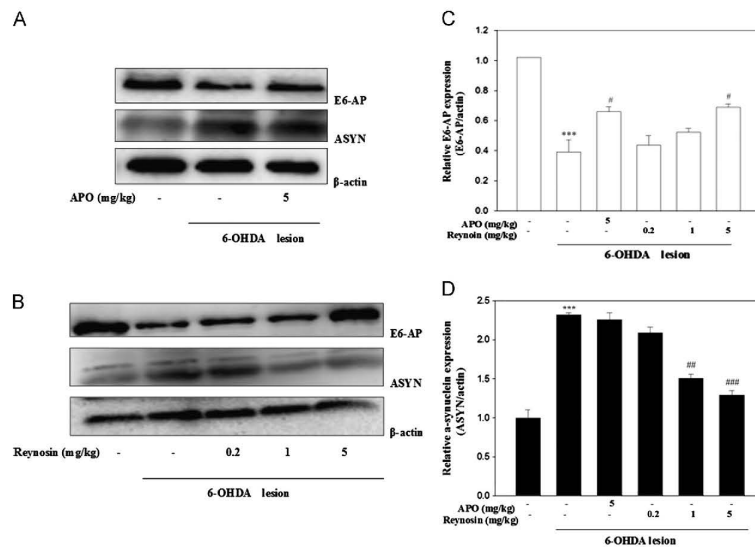 A
E6-AP
ASYN
β-actin
APO (mg/kg) - - 5
6-OHDA lesion
B
E6-AP
ASYN
β-actin
Reynosin (mg/kg) - - 0.2 1 5
6-OHDA lesion
C
Relative E6-AP expression
(E6-AP/actin)
1.2
1.0
0.8
0.6
0.4
0.2
0.0
***
#
#
APO (mg/kg) - - 5 - - -
Reynoin (mg/kg) - - - 0.2 1 5
6-OHDA lesion
D
Relative a-synuclein expression
(ASYN/actin)
2.5
2.0
1.5
1.0
0.5
0.0
***
##
###
APO (mg/kg) - - 5 - - -
Reynosin (mg/kg) - - - 0.2 1 5
6-OHDA lesion